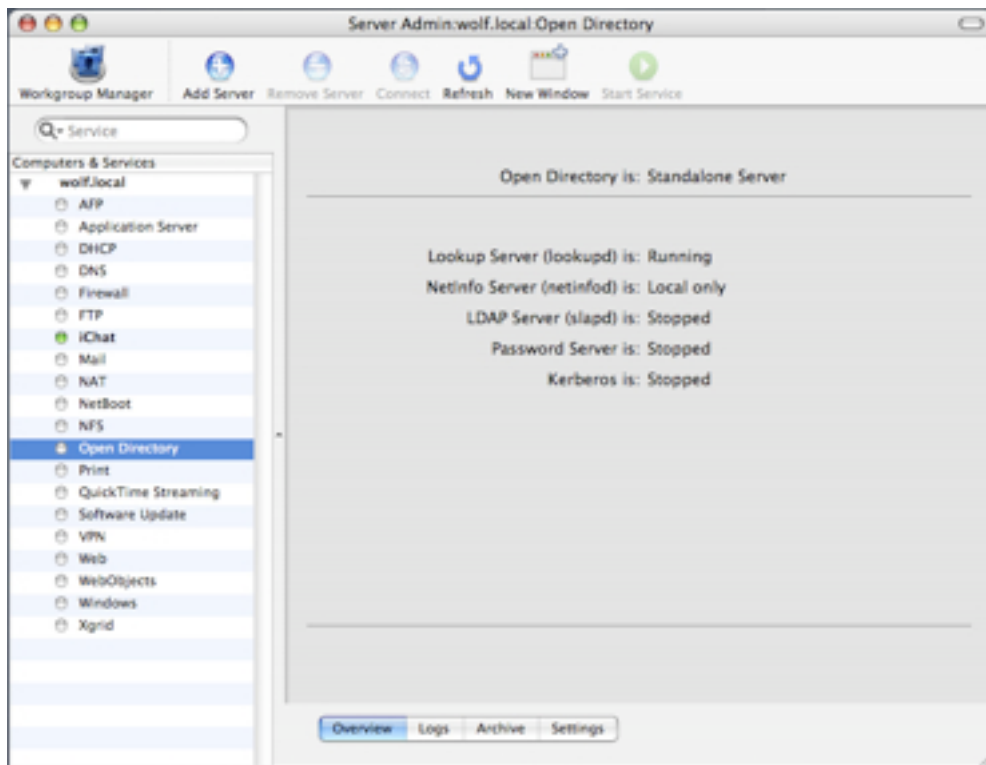 Server Admin:wolf.local:Open Directory
Workgroup Manager Add Server Remove Server Connect Refresh New Window Start Service
Service
Computers & Services
wolf.local
AFP
Application Server
DHCP
DNS
Firewall
FTP
iChat
Mail
NAT
NetBoot
NFS
Open Directory
Print
QuickTime Streaming
Software Update
VPN
Web
WebObjects
Windows
Xgrid
Open Directory is: Standalone Server
Lookup Server (lookupd) is: Running
NetInfo Server (netinfod) is: Local only
LDAP Server (slapd) is: Stopped
Password Server is: Stopped
Kerberos is: Stopped
Overview Logs Archive Settings